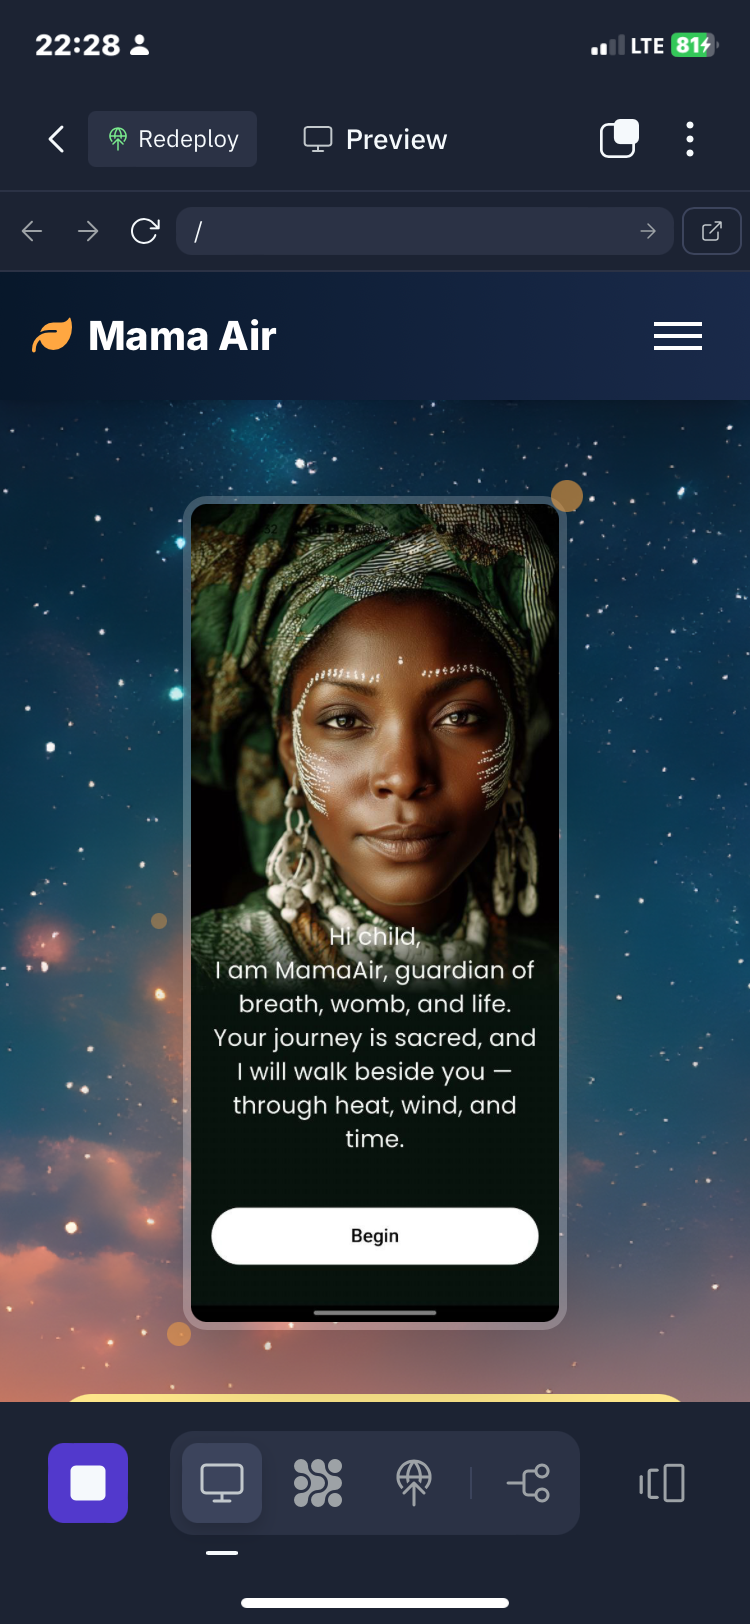 22:28
LTE
81
Redeploy
Preview
/
Mama Air
Hi child,
I am MamaAir, guardian of
breath, womb, and life.
Your journey is sacred, and
I will walk beside you —
through heat, wind, and
time.
Begin